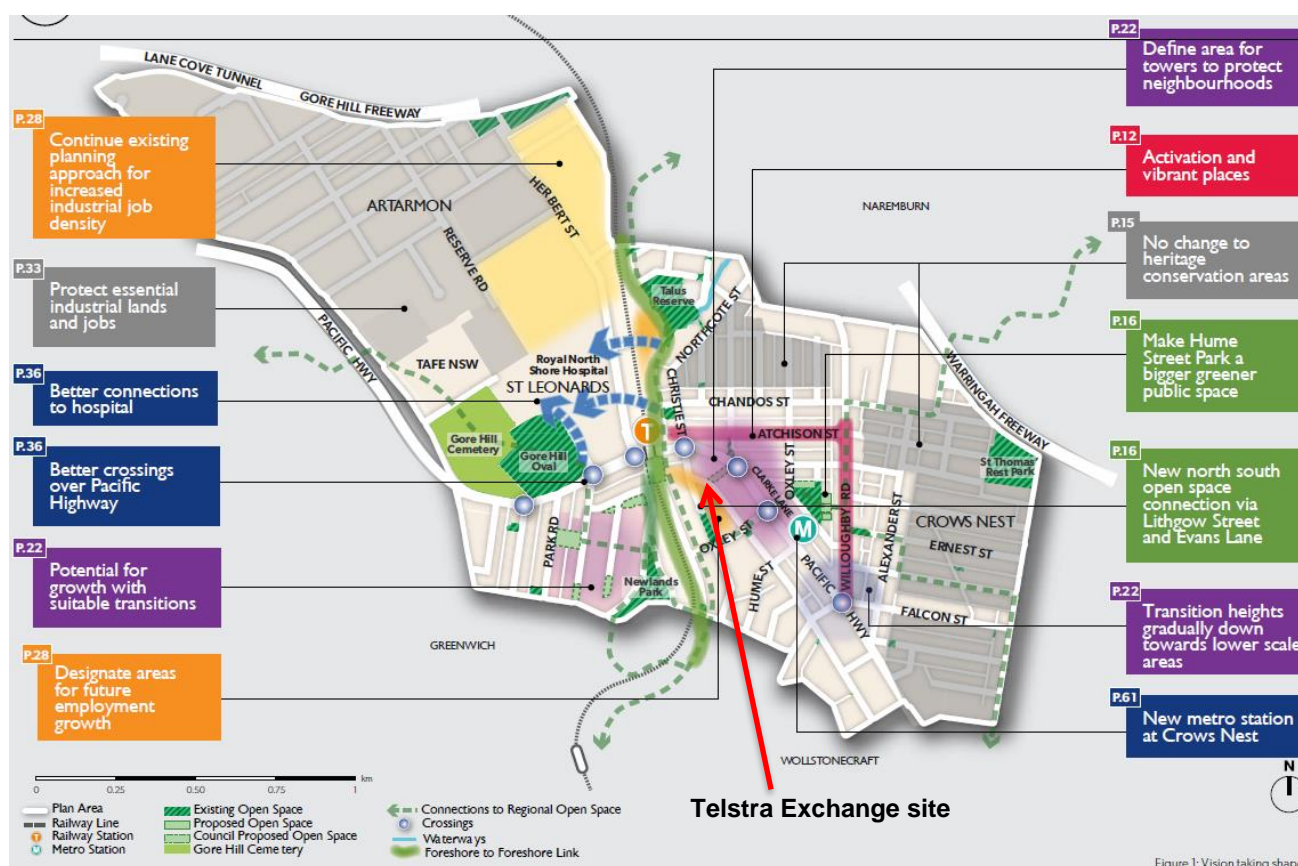 P.28
Continue existing
planning
approach for
increased
industrial job
density
P.33
Protect essential
industrial lands
and jobs
P.36
Better connections
to hospital
P.36
Better crossings
over Pacific
Highway
P.22
Potential for
growth with
suitable transitions
P.28
Designate areas
for future
employment
growth
LANE COVE TUNNEL
GORE HILL FREEWAY
ARTARMON
HERBERT ST
RESERVE RD
PACIFIC HWY
TAFE NSW
Royal North
Shore Hospital
ST LEONARDS
Gore Hill
Cemetery
Gore Hill
Oval
T
Talus
Reserve
NORTHCOTE ST
CHRISTIE ST
CHANDOS ST
ATCHISON ST
NAREMBURN
WARRINGAH FREEWAY
St Thomas
Rest Park
CLARKE LANE
OXLEY ST
WILLOUGHBY RD
ALEXANDER ST
CROWS NEST
ERNEST ST
M
OXLEY ST
PARK RD
Newlands
Park
HUME ST
PACIFIC
HWY
FALCON ST
GREENWICH
WOLLSTONECRAFT
Telstra Exchange site
P.22
Define area for
towers to protect
neighbourhoods
P.12
Activation and
vibrant places
P.15
No change to
heritage
conservation areas
P.16
Make Hume
Street Park a
bigger greener
public space
P.16
New north south
open space
connection via
Lithgow Street
and Evans Lane
P.22
Transition heights
gradually down
towards lower scale
areas
P.61
New metro station
at Crows Nest
N
km
0 0.25 0.50 0.75 1
Plan Area
Railway Line
T Railway Station
M Metro Station
Existing Open Space
Proposed Open Space
Council Proposed Open Space
Gore Hill Cemetery
Connections to Regional Open Space
Crossings
Waterways
Foreshore to Foreshore Link
Figure 1: Vision taking shap